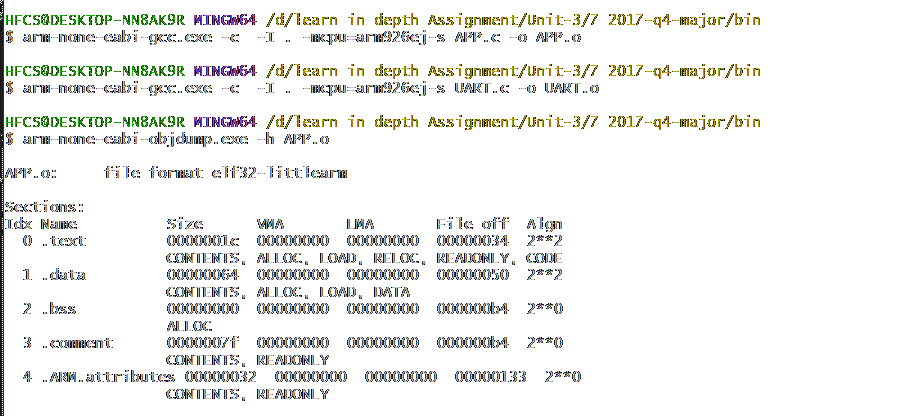 HFCS@DESKTOP-NN8AK9R MINGW64 /d/learn in depth Assignment/Unit-3/7 2017-q4-major/bin
$ arm-none-eabi-gcc.exe -c  -I . -mcpu=arm926ej-s APP.c -o APP.o
HFCS@DESKTOP-NN8AK9R MINGW64 /d/learn in depth Assignment/Unit-3/7 2017-q4-major/bin
$ arm-none-eabi-gcc.exe -c  -I . -mcpu=arm926ej-s UART.c -o UART.o
HFCS@DESKTOP-NN8AK9R MINGW64 /d/learn in depth Assignment/Unit-3/7 2017-q4-major/bin
$ arm-none-eabi-objdump.exe -h APP.o
APP.o:     file format elf32-littlearm
Sections:
Idx Name          Size      VMA       LMA       File off  Algn
  0 .text         0000001c  00000000  00000000  00000034  2**2
                  CONTENTS, ALLOC, LOAD, RELOC, READONLY, CODE
  1 .data         00000064  00000000  00000000  00000050  2**2
                  CONTENTS, ALLOC, LOAD, DATA
  2 .bss          00000000  00000000  00000000  000000b4  2**0
                  ALLOC
  3 .comment      0000007f  00000000  00000000  000000b4  2**0
                  CONTENTS, READONLY
  4 .ARM.attributes 00000032  00000000  00000000  00000133  2**0
                  CONTENTS, READONLY